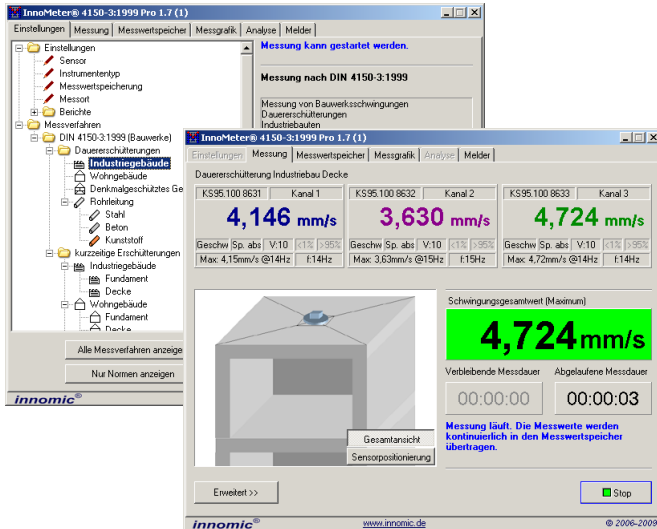 InnoMeter® 4150-3:1999 Pro 1.7 (1)
Einstellungen Messung Messwertspeicher Messgrafik Analyse Melder
Einstellungen
Sensor
Instrumententyp
Messwertspeicherung
Messort
Berichte
Messverfahren
DIN 4150-3:1999 (Bauwerke)
Dauererschütterungen
Industriegebäude
Wohngebäude
Denkmalgeschütztes Ge
Rohrleitung
Stahl
Beton
Kunststoff
kurzzeitige Erschütterungen
Industriegebäude
Fundament
Decke
Wohngebäude
Fundament
Decke
Messung kann gestartet werden.
Messung nach DIN 4150-3:1999
Messung von Bauwerksschwingungen
Dauererschütterungen
Industriebauten
Alle Messverfahren anzeige
Nur Normen anzeigen
innomic®
InnoMeter® 4150-3:1999 Pro 1.7 (1)
Einstellungen Messung Messwertspeicher Messgrafik Analyse Melder
Dauererschütterung Industriebau Decke
KS95.100 8631 Kanal 1 KS95.100 8632 Kanal 2 KS95.100 8633 Kanal 3
4,146 mm/s 3,630 mm/s 4,724 mm/s
Geschw Sp. abs V:10 <1% >95% Geschw Sp. abs V:10 <1% >95% Geschw Sp. abs V:10 <1% >95%
Max: 4,15mm/s @14Hz f:14Hz Max: 3,63mm/s @15Hz f:15Hz Max: 4,72mm/s @14Hz f:14Hz
Schwingungsgesamtwert (Maximum)
4,724 mm/s
Verbleibende Messdauer Abgelaufene Messdauer
00:00:00 00:00:03
Messung läuft. Die Messwerte werden
kontinuierlich in den Messwertspeicher
übertragen.
Gesamtansicht
Sensorpositionierung
Erweitert >> Stop
innomic® www.innomic.de © 2006-2009